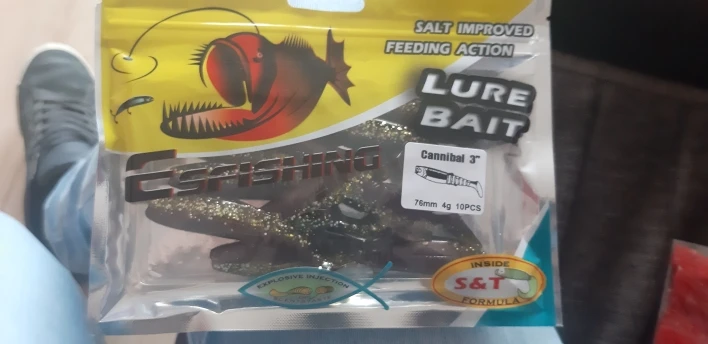 SALT IMPROVED
FEEDING ACTION
LURE
BAIT
ESFISHING
Cannibal 3"
76mm 4g 10PCS
EXPLOSIVE INJECTION
INSIDE
S&T
FORMULA